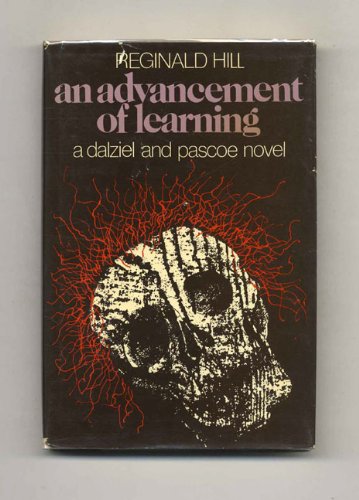 REGINALD HILL
an advancement
of learning
a dalziel and pascoe novel